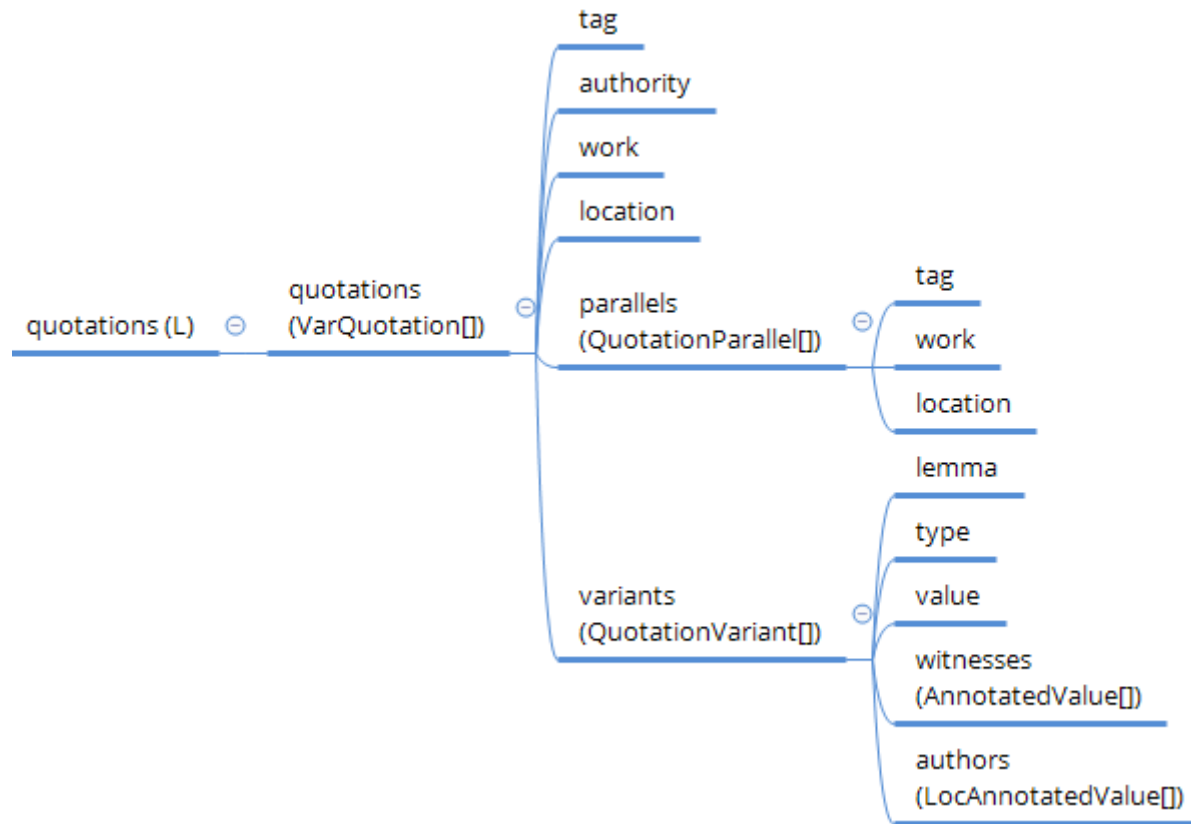 quotations (L)
quotations
(VarQuotation[])
tag
authority
work
location
parallels
(QuotationParallel[])
tag
work
location
variants
(QuotationVariant[])
lemma
type
value
witnesses
(AnnotatedValue[])
authors
(LocAnnotatedValue[])